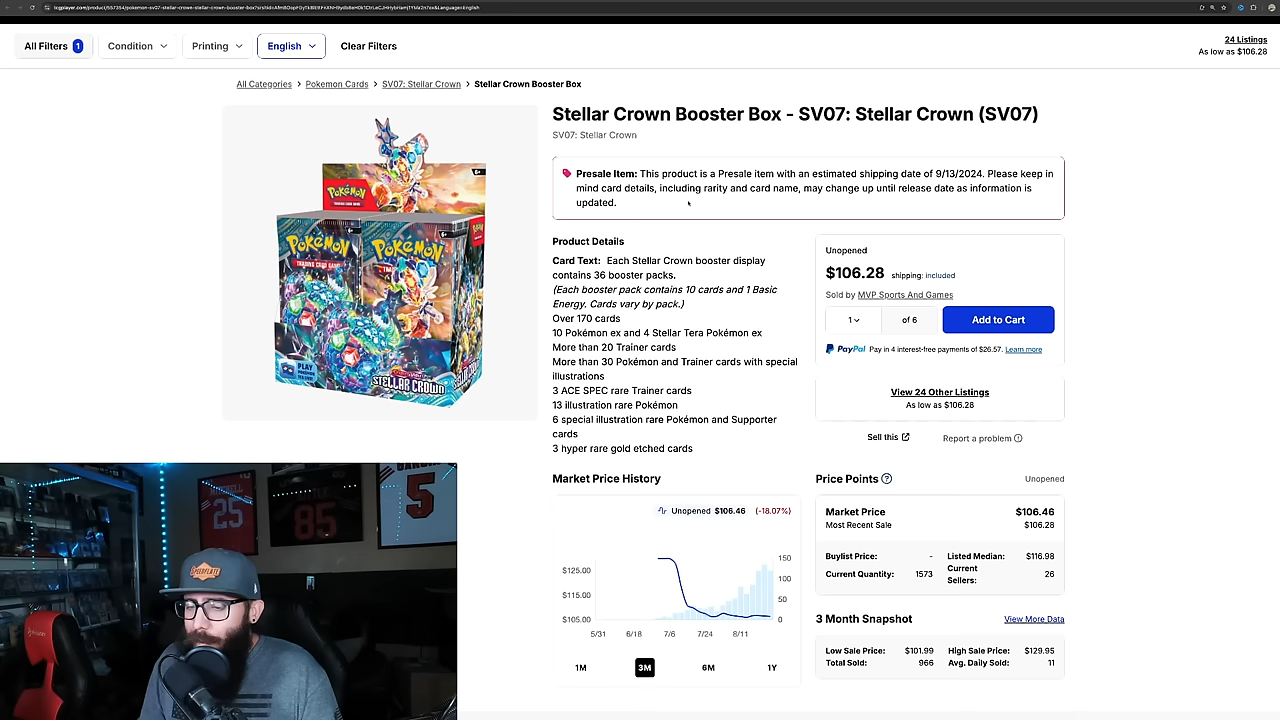 All Filters 1
Condition
Printing
English
Clear Filters
24 Listings
As low as $106.28
All Categories > Pokemon Cards > SV07: Stellar Crown > Stellar Crown Booster Box
Stellar Crown Booster Box - SV07: Stellar Crown (SV07)
SV07: Stellar Crown
Presale Item: This product is a Presale item with an estimated shipping date of 9/13/2024. Please keep in
mind card details, including rarity and card name, may change up until release date as information is
updated.
Product Details
Card Text: Each Stellar Crown booster display
contains 36 booster packs.
(Each booster pack contains 10 cards and 1 Basic
Energy. Cards vary by pack.)
Over 170 cards
10 Pokémon ex and 4 Stellar Tera Pokémon ex
More than 20 Trainer cards
More than 30 Pokémon and Trainer cards with special
illustrations
3 ACE SPEC rare Trainer cards
13 illustration rare Pokémon
6 special illustration rare Pokémon and Supporter
cards
3 hyper rare gold etched cards
Unopened
$106.28 shipping: included
Sold by MVP Sports And Games
1 of 6
Add to Cart
PayPal Pay in 4 interest-free payments of $26.57. Learn more
View 24 Other Listings
As low as $106.28
Sell this
Report a problem
Market Price History
Unopened $106.46 (-18.07%)
$125.00
$115.00
$105.00
150
100
50
0
5/31 6/18 7/6 7/24 8/11
1M 3M 6M 1Y
Price Points
Unopened
Market Price $106.46
Most Recent Sale $106.28
Buylist Price: -
Listed Median: $116.98
Current Quantity: 1573
Current
Sellers: 26
3 Month Snapshot
View More Data
Low Sale Price: $101.99
High Sale Price: $129.95
Total Sold: 966
Avg. Daily Sold: 11
POKÉMON
POKÉMON
POKÉMON
STELLAR CROWN
PLAY
25
85
5